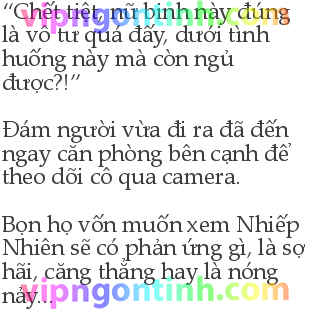 “Chết tiệt, nữ binh này đúng
là vô tư quá đấy, dưới tình
huống này mà còn ngủ
được?!”
Đám người vừa đi ra đã đến
ngay căn phòng bên cạnh để
theo dõi cô qua camera.
Bọn họ vốn muốn xem Nhiếp
Nhiên sẽ có phản ứng gì, là sợ
hãi, căng thẳng hay là nóng
nảy...
vipngontinh.com
vipngontinh.com